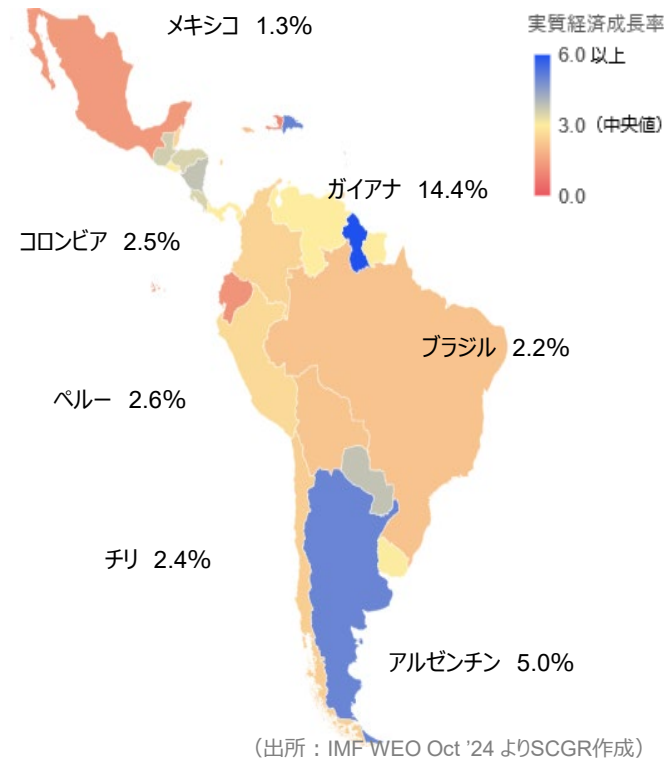 メキシコ 1.3%
実質経済成長率
6.0 以上
3.0 （中央値）
0.0
ガイアナ 14.4%
コロンビア 2.5%
ブラジル 2.2%
ペルー 2.6%
チリ 2.4%
アルゼンチン 5.0%
（出所：IMF WEO Oct ’24 よりSCGR作成）